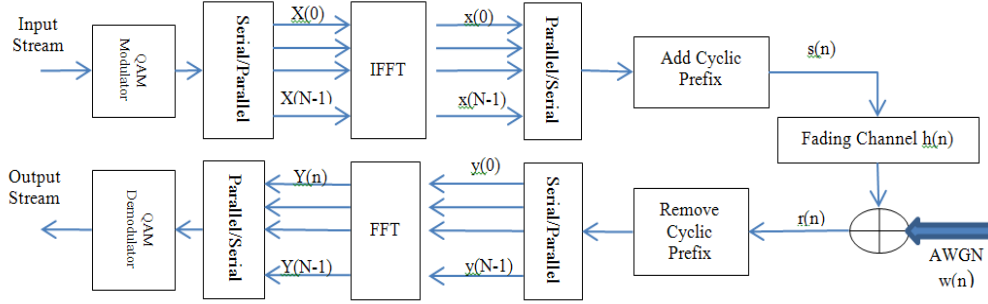 Input
Stream
QAM
Modulator
Serial/Parallel
X(0)
X(N-1)
IFFT
x(0)
x(N-1)
Parallel/Serial
Add Cyclic
Prefix
s(n)
Fading Channel h(n)
Output
Stream
QAM
Demodulator
Parallel/Serial
Y(n)
Y(N-1)
FFT
y(0)
y(N-1)
Serial/Parallel
Remove
Cyclic
Prefix
r(n)
AWGN
w(n)